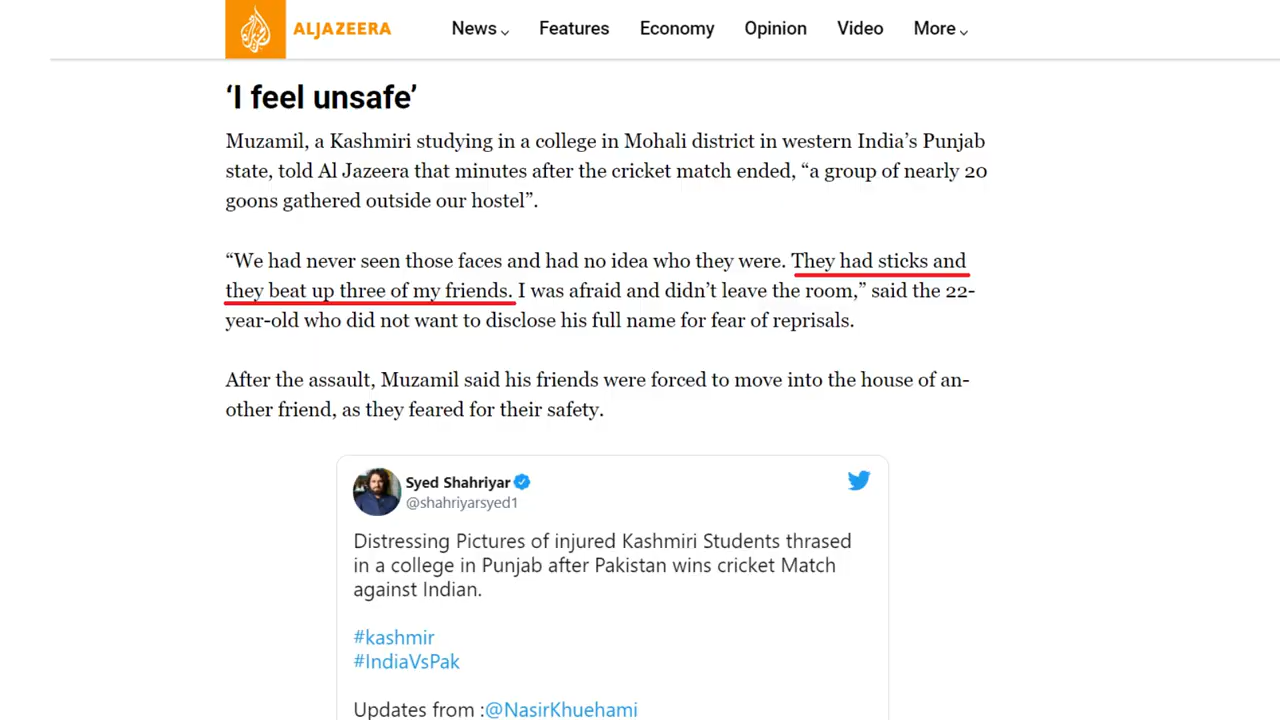 ALJAZEERA News Features Economy Opinion Video More
‘I feel unsafe’
Muzamil, a Kashmiri studying in a college in Mohali district in western India’s Punjab
state, told Al Jazeera that minutes after the cricket match ended, “a group of nearly 20
goons gathered outside our hostel”.
“We had never seen those faces and had no idea who they were. They had sticks and
they beat up three of my friends. I was afraid and didn’t leave the room,” said the 22-
year-old who did not want to disclose his full name for fear of reprisals.
After the assault, Muzamil said his friends were forced to move into the house of an-
other friend, as they feared for their safety.
Syed Shahriyar
@shahriyarsyed1
Distressing Pictures of injured Kashmiri Students thrased
in a college in Punjab after Pakistan wins cricket Match
against Indian.
#kashmir
#IndiaVsPak
Updates from :@NasirKhuehami